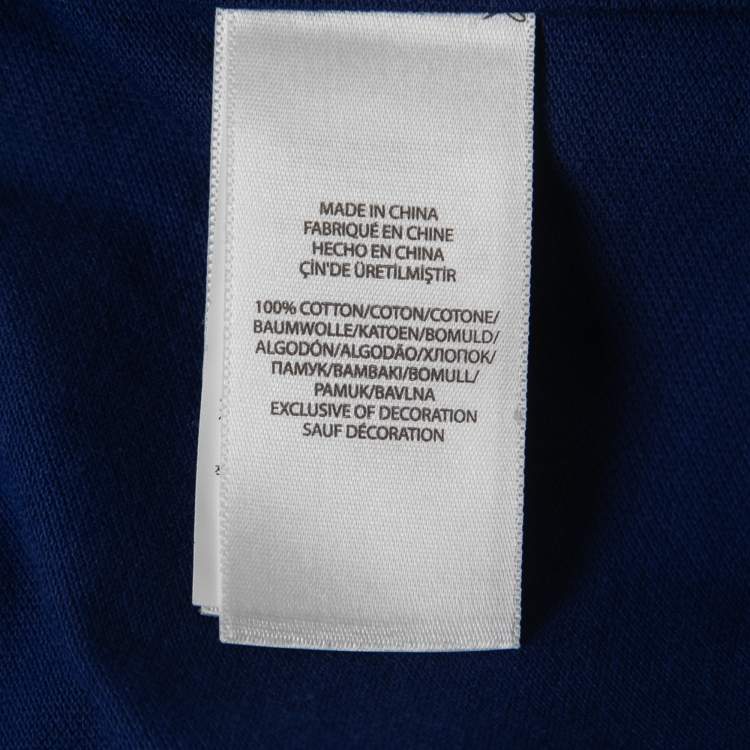 MADE IN CHINA
FABRIQUÉ EN CHINE
HECHO EN CHINA
ÇİN'DE ÜRETİLMİŞTİR
100% COTTON/COTON/COTONE/
BAUMWOLLE/KATOEN/BOMULD/
ALGODÓN/ALGODÃO/ХЛОПОК/
ПАМУК/ΒΑΜΒΑΚΙ/BOMULL/
PAMUK/BAVLNA
EXCLUSIVE OF DECORATION
SAUF DÉCORATION